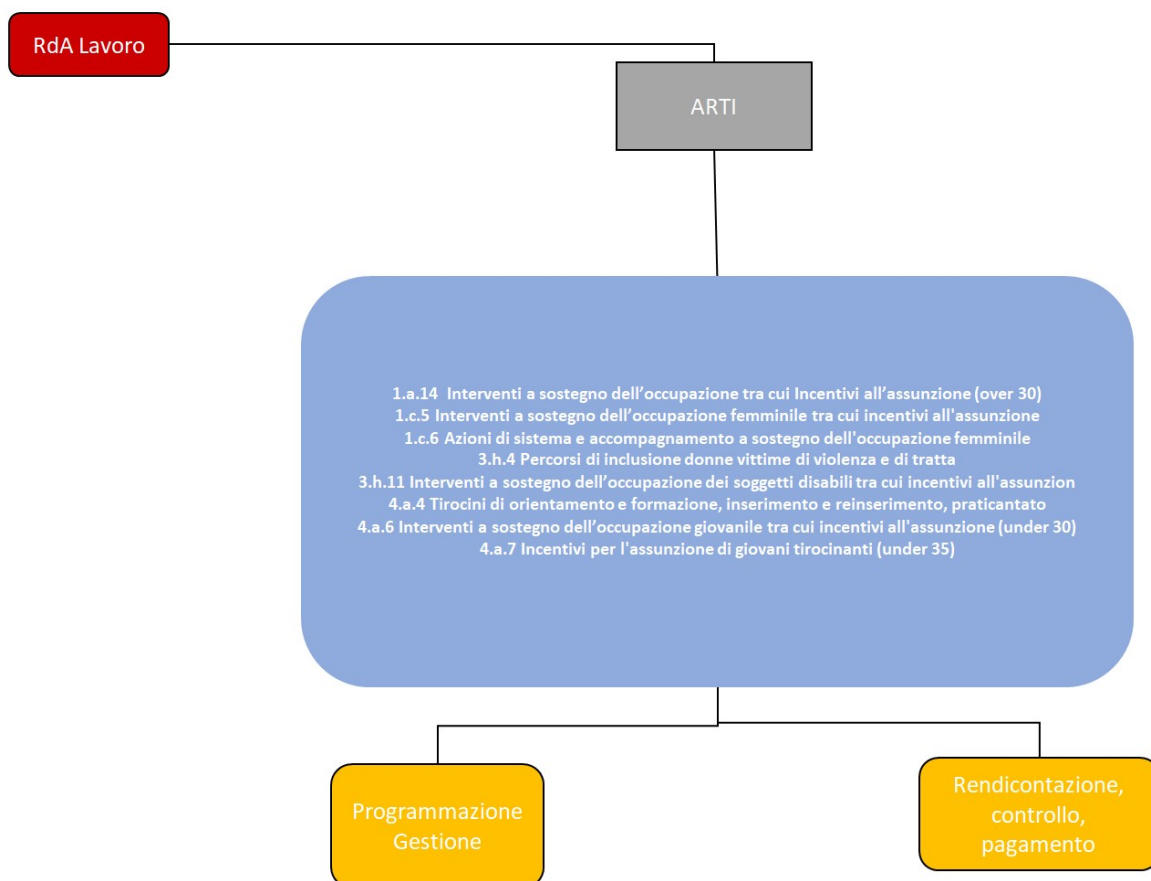 RdA Lavoro
ARTI
1.a.14 Interventi a sostegno dell’occupazione tra cui Incentivi all’assunzione (over 30)
1.c.5 Interventi a sostegno dell’occupazione femminile tra cui incentivi all'assunzione
1.c.6 Azioni di sistema e accompagnamento a sostegno dell'occupazione femminile
3.h.4 Percorsi di inclusione donne vittime di violenza e di tratta
3.h.11 Interventi a sostegno dell’occupazione dei soggetti disabili tra cui incentivi all'assunzion
4.a.4 Tirocini di orientamento e formazione, inserimento e reinserimento, praticantato
4.a.6 Interventi a sostegno dell’occupazione giovanile tra cui incentivi all'assunzione (under 30)
4.a.7 Incentivi per l'assunzione di giovani tirocinanti (under 35)
Programmazione
Gestione
Rendicontazione,
controllo,
pagamento